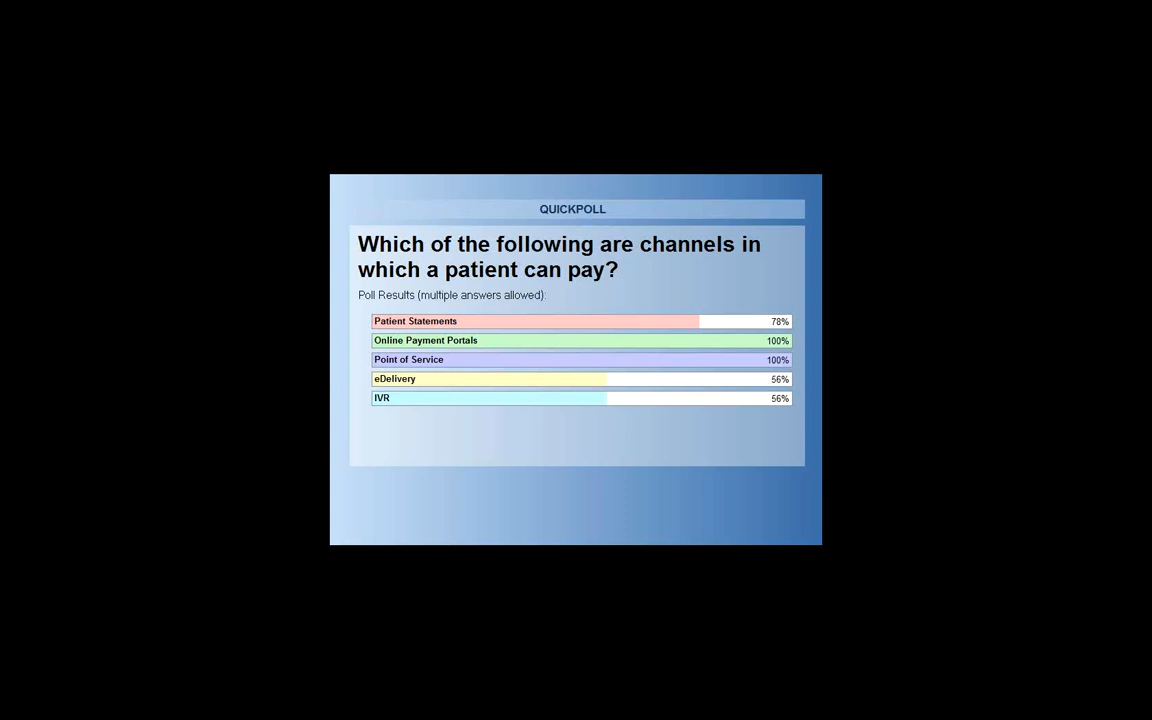 QUICKPOLL
Which of the following are channels in
which a patient can pay?
Poll Results (multiple answers allowed):
Patient Statements 78%
Online Payment Portals 100%
Point of Service 100%
eDelivery 56%
IVR 56%